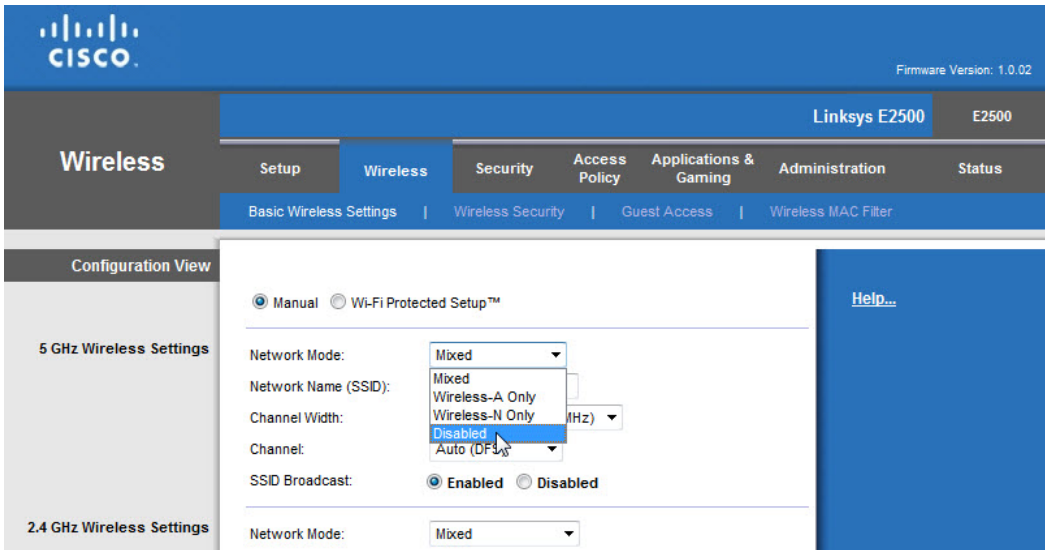 CISCO.
Firmware Version: 1.0.02
Linksys E2500 E2500
Wireless
Setup Wireless Security Access Policy Applications & Gaming Administration Status
Basic Wireless Settings | Wireless Security | Guest Access | Wireless MAC Filter
Configuration View
Manual Wi-Fi Protected Setup™
Help...
5 GHz Wireless Settings
Network Mode: Mixed
Mixed
Network Name (SSID):
Wireless-A Only
Wireless-N Only
Channel Width: MHz)
Disabled
Channel: Auto (DFS
SSID Broadcast: Enabled Disabled
2.4 GHz Wireless Settings
Network Mode: Mixed